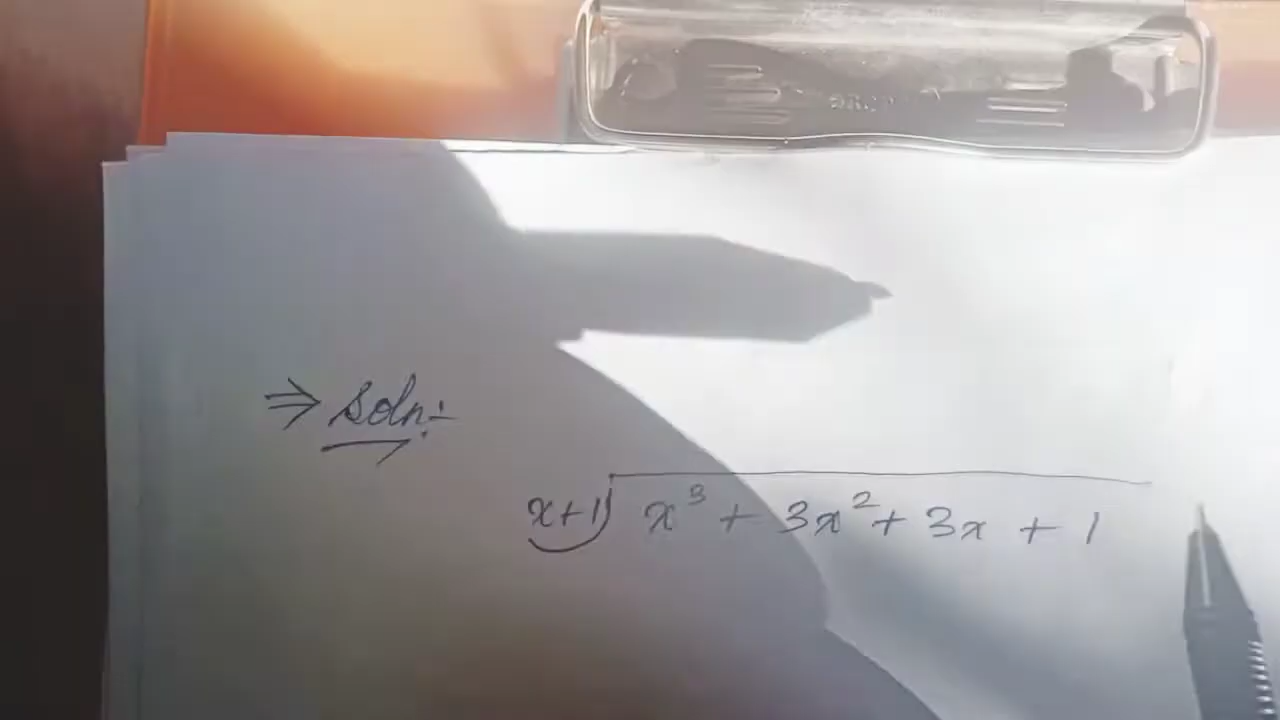 ⇒ Soln:-
x+1) x³ + 3x² + 3x + 1